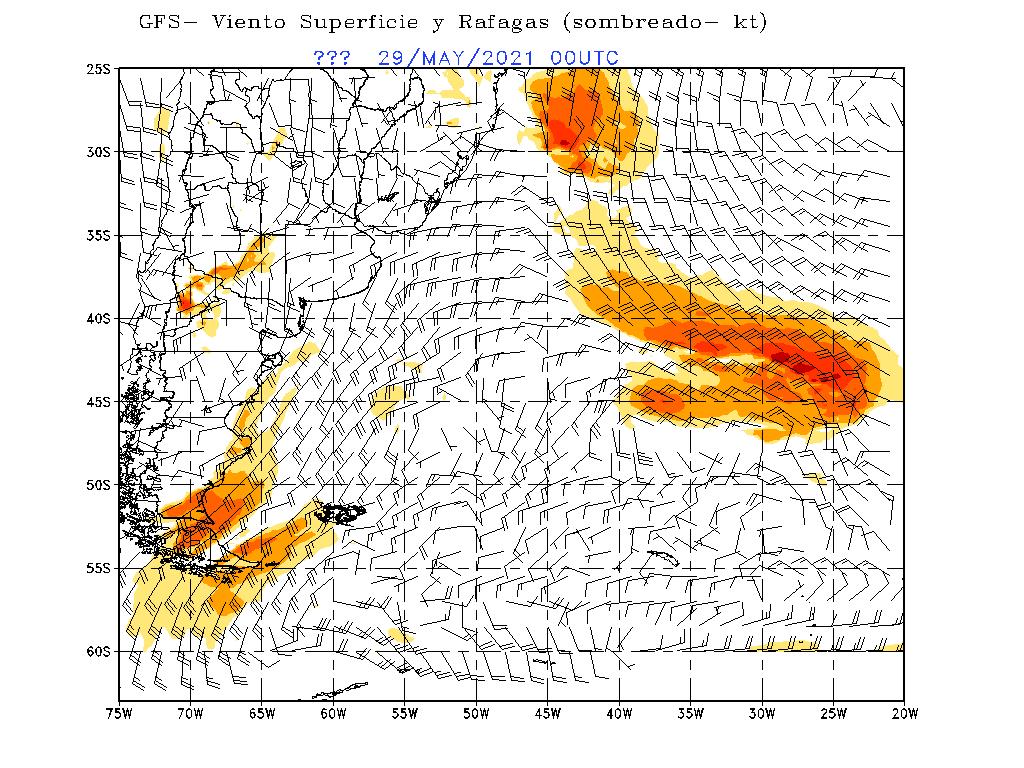 GFS− Viento Superficie y Rafagas (sombreado− kt)
??? 29/MAY/2021 00UTC
25S
30S
35S
40S
45S
50S
55S
60S
75W 70W 65W 60W 55W 50W 45W 40W 35W 30W 25W 20W